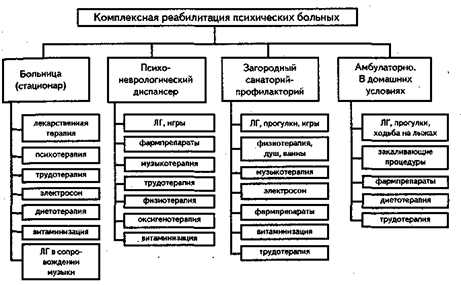 Комплексная реабилитация психических больных
Больница
(стационар)
лекарственная
терапия
психотерапия
трудотерапия
электросон
диетотерапия
витаминизация
ЛГ в сопро-
вождении
музыки
Психо-
неврологический
диспансер
ЛГ, игры
фармпрепараты
музыкотерапия
трудотерапия
физиотерапия
оксигенотерапия
витаминизация
Загородный
санаторий-
профилакторий
ЛГ, прогулки, игры
физиотерапия,
душ, ванны
музыкотерапия
электросон
фармпрепараты
витаминизация
трудотерапия
Амбулаторно.
В домашних
условиях
ЛГ, прогулки,
ходьба на лыжах
закаливающие
процедуры
фармпрепараты
диетотерапия
трудотерапия